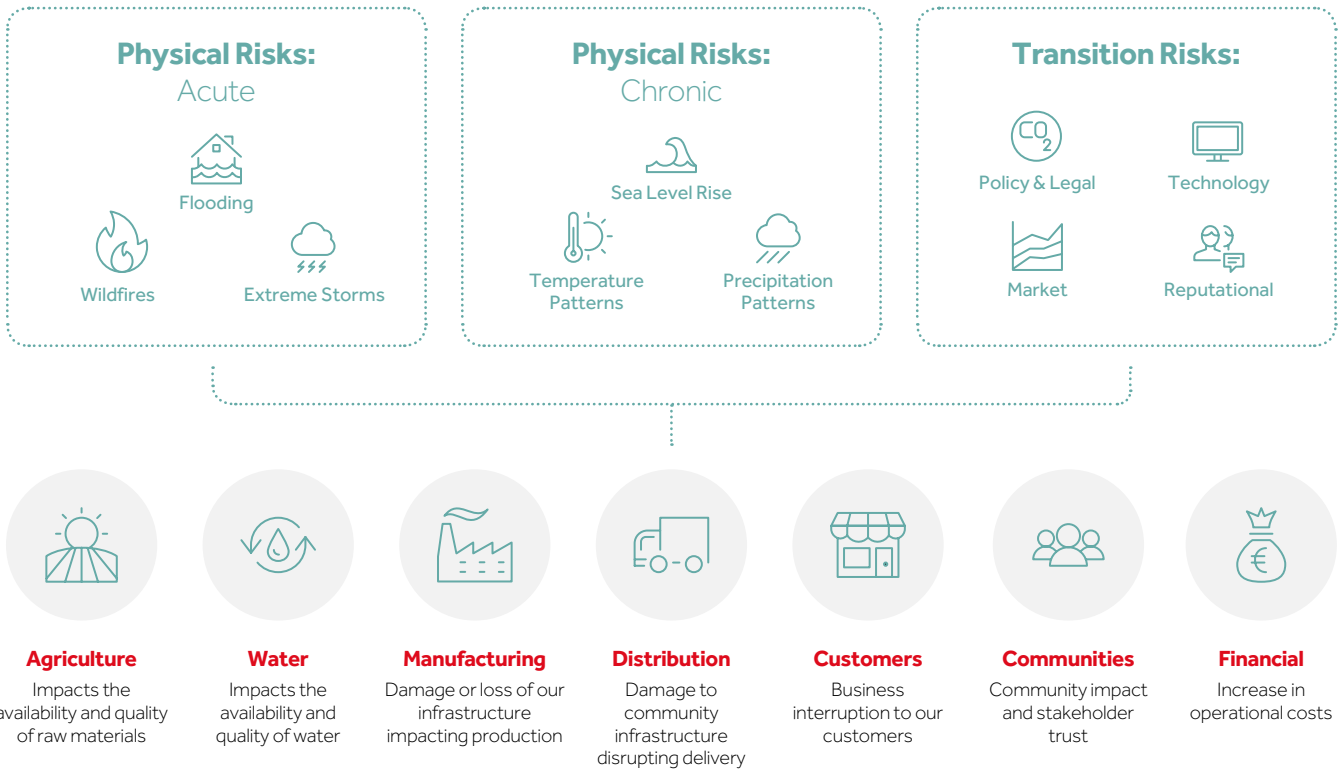 Physical Risks:
Acute
Flooding
Wildfires
Extreme Storms
Physical Risks:
Chronic
Sea Level Rise
Temperature
Patterns
Precipitation
Patterns
Transition Risks:
CO2
Policy & Legal
Technology
Market
Reputational
€
Agriculture
Impacts the
availability and quality
of raw materials
Water
Impacts the
availability and
quality of water
Manufacturing
Damage or loss of our
infrastructure
impacting production
Distribution
Damage to
community
infrastructure
disrupting delivery
Customers
Business
interruption to our
customers
Communities
Community impact
and stakeholder
trust
Financial
Increase in
operational costs